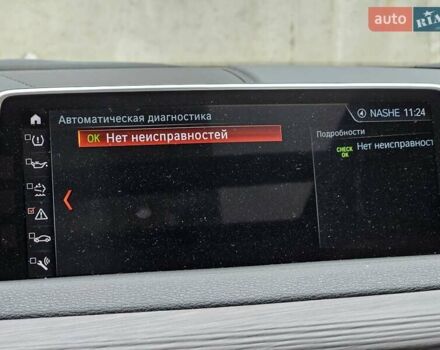 auto RIA
Автоматическая диагностика
NASHE 11:24
OK Нет неисправностей
Подробности
CHECK OK Нет неисправност